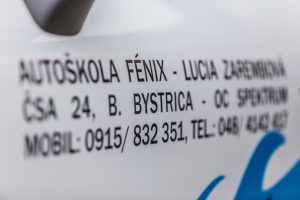 AUTOŠKOLA FÉNIX - LUCIA ZAREMBOVÁ
ČSA 24, B. BYSTRICA - OC SPEKTRUM
MOBIL: 0915/ 832 351, TEL.: 048/